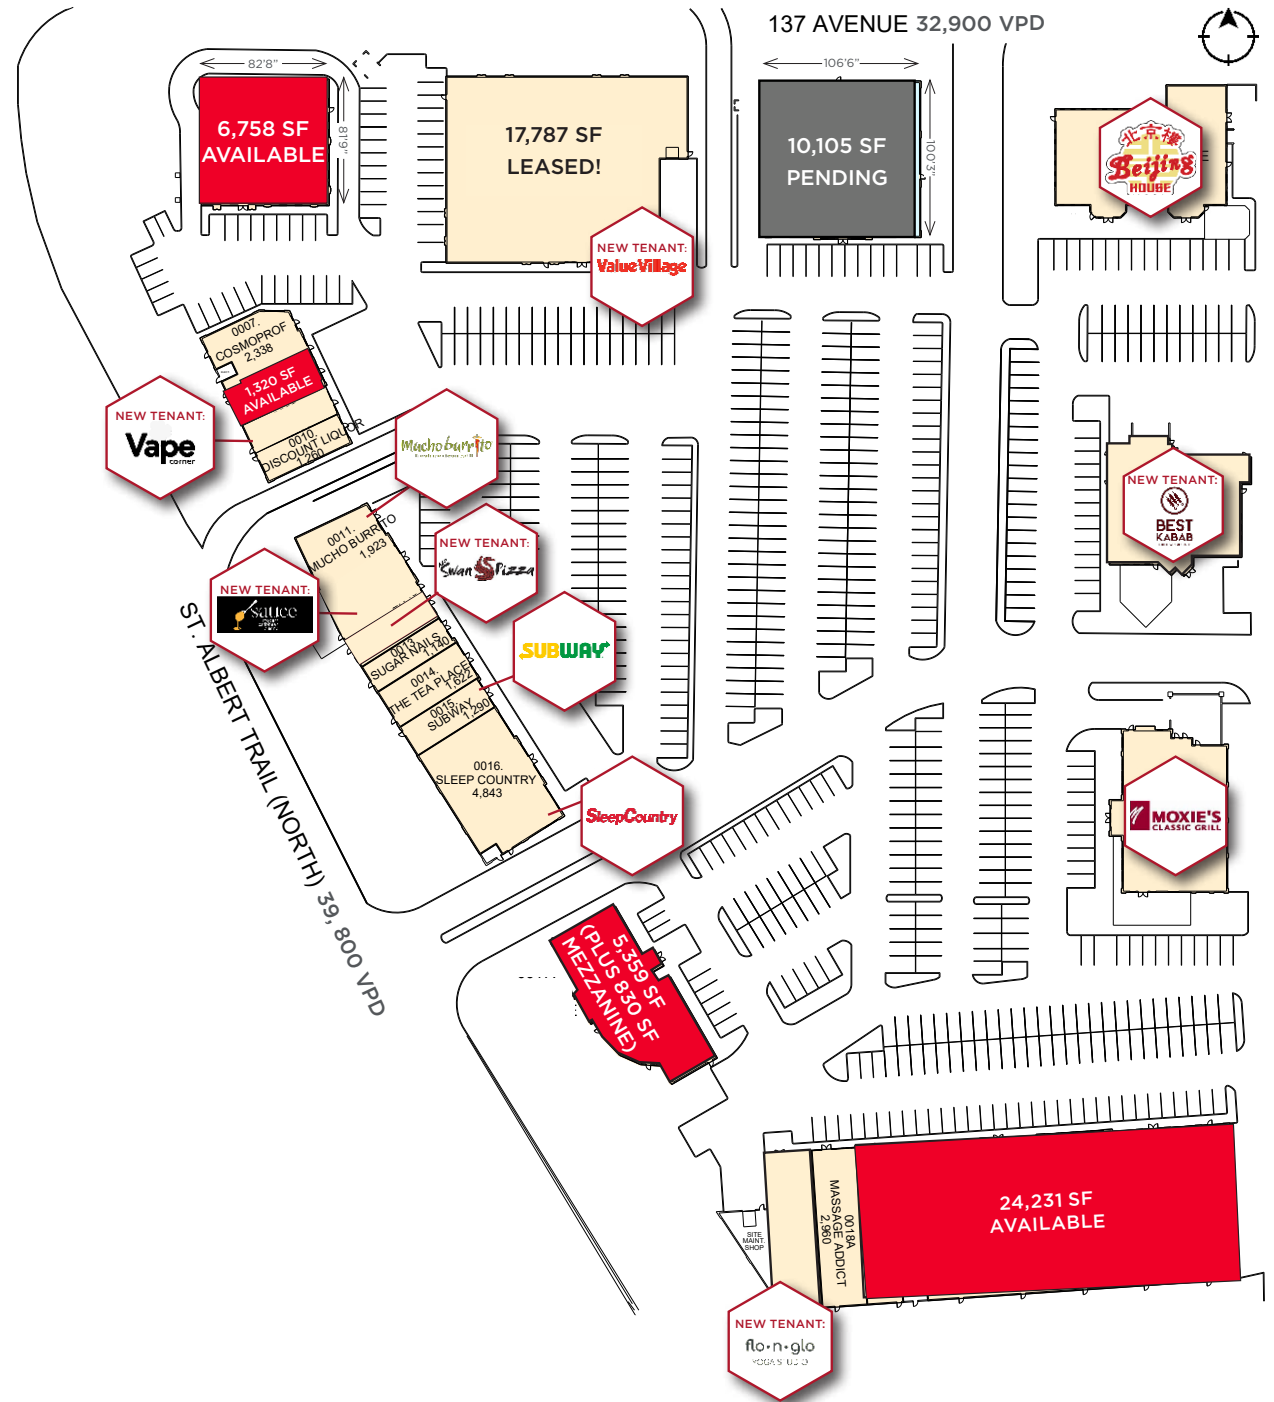 137 AVENUE 32,900 VPD
82'8"
81'9"
6,758 SF
AVAILABLE
17,787 SF
LEASED!
NEW TENANT:
Value Village
106'6"
100'3"
10,105 SF
PENDING
北京樓
Beijing
HOUSE
0007.
COSMOPROF
2,338
1,320 SF
AVAILABLE
0010.
DISCOUNT LIQUOR
1,260
NEW TENANT:
Vape
corner
Mucho burrito
0011.
MUCHO BURRITO
1,923
NEW TENANT:
Swan Pizza
NEW TENANT:
sauce
SUBWAY
0013.
SUGAR NAILS
1,140
0014.
THE TEA PLACE
1,622
0015.
SUBWAY
1,290
0016.
SLEEP COUNTRY
4,843
Sleep Country
NEW TENANT:
BEST
KABAB
MOXIE'S
CLASSIC GRILL
ST. ALBERT TRAIL (NORTH) 39,800 VPD
5,359 SF
(PLUS 830 SF
MEZZANINE)
SITE
MAINT.
SHOP
0018A
MASSAGE ADDICT
2,960
24,231 SF
AVAILABLE
NEW TENANT:
flo•n•glo
YOGA STUDIO